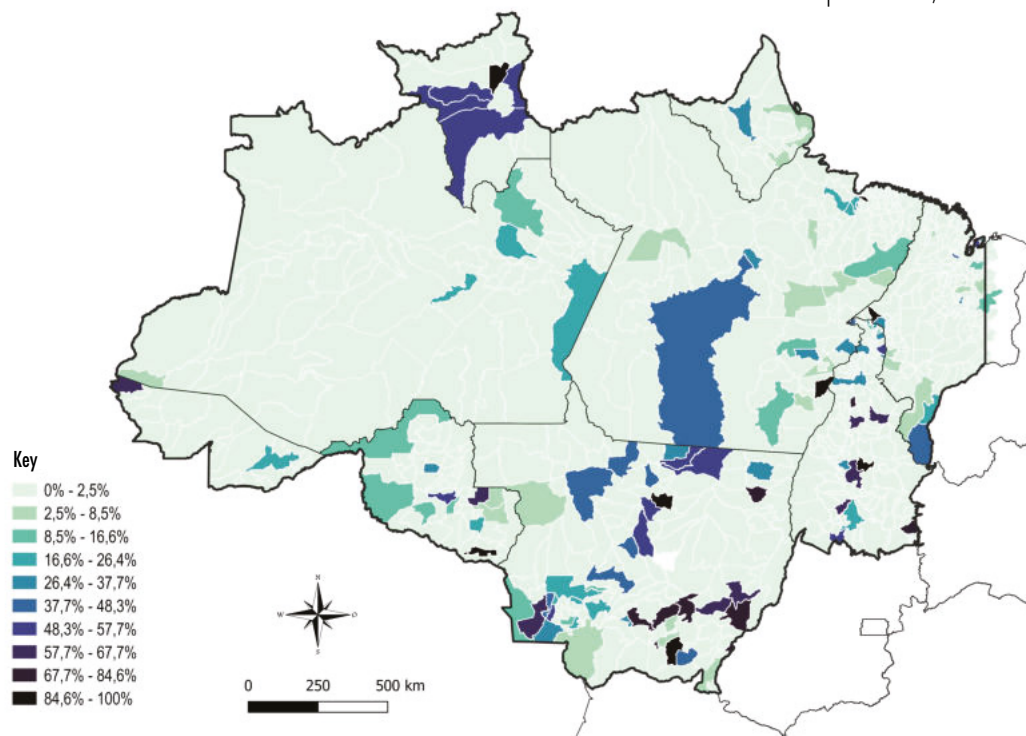 Key
0% - 2,5%
2,5% - 8,5%
8,5% - 16,6%
16,6% - 26,4%
26,4% - 37,7%
37,7% - 48,3%
48,3% - 57,7%
57,7% - 67,7%
67,7% - 84,6%
84,6% - 100%
N
W
O
S
0 250 500 km